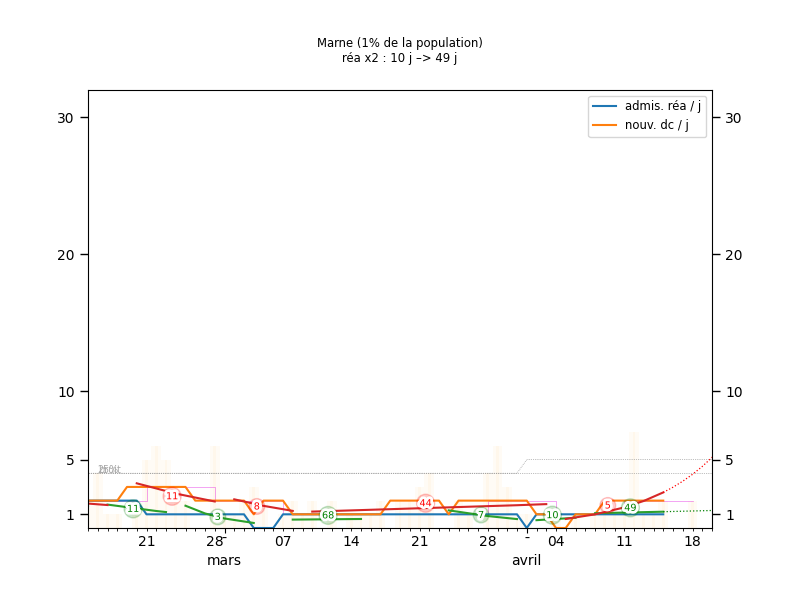 Marne (1% de la population)
réa x2 : 10 j –> 49 j
admis. réa / j
nouv. dc / j
30 30
20 20
10 10
5 5
1 1
11 11 3 8 68 44 7 10 5 49
21 28 07 14 21 28 - 04 11 18
mars avril